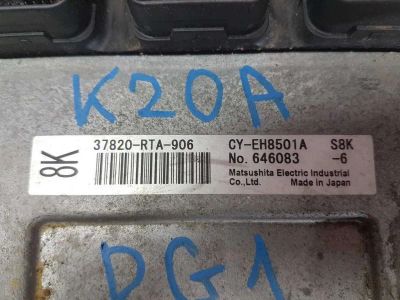 K20A
8K
37820-RTA-906 CY-EH8501A S8K
No. 646083 -6
Matsushita Electric Industrial
Co.,Ltd. Made in Japan
DG1